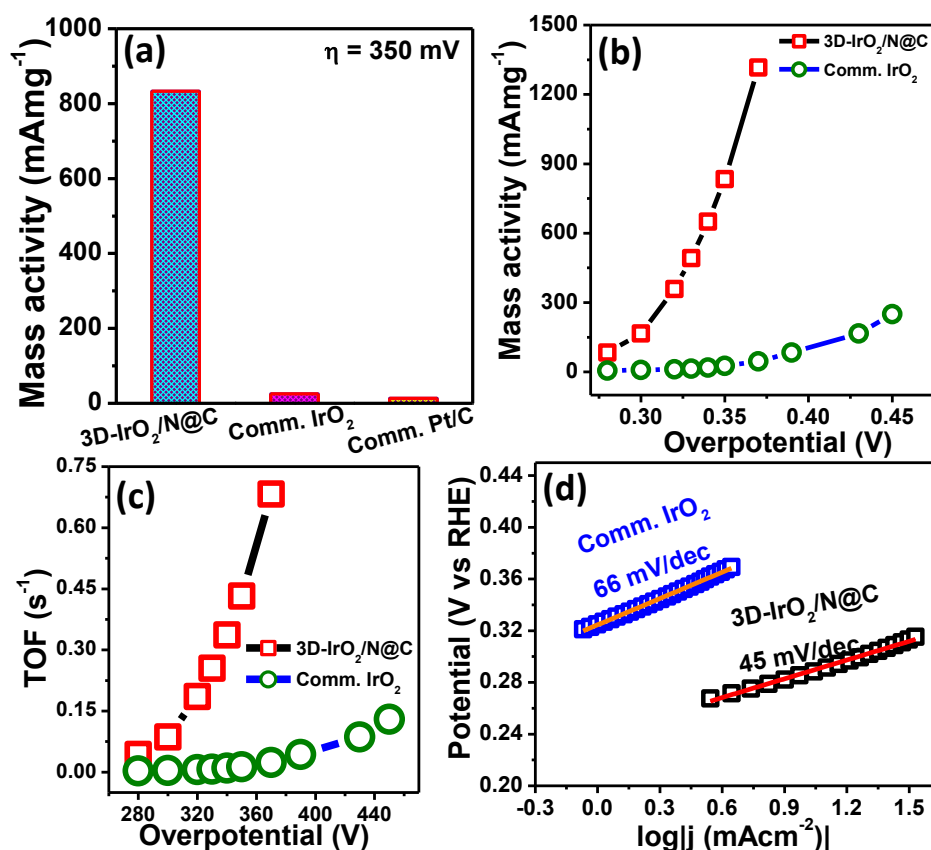 (a)
η = 350 mV
Mass activity (mAmg⁻¹)
1000
800
600
400
200
0
3D-IrO₂/N@C
Comm. IrO₂
Comm. Pt/C
(b)
3D-IrO₂/N@C
Comm. IrO₂
Mass activity (mAmg⁻¹)
1500
1200
900
600
300
0
0.30
0.35
0.40
0.45
Overpotential (V)
(c)
TOF (s⁻¹)
0.75
0.60
0.45
0.30
0.15
0.00
3D-IrO₂/N@C
Comm. IrO₂
280
320
360
400
440
Overpotential (V)
(d)
Potential (V vs RHE)
0.44
0.40
0.36
0.32
0.28
0.24
0.20
Comm. IrO₂
66 mV/dec
3D-IrO₂/N@C
45 mV/dec
-0.3
0.0
0.3
0.6
0.9
1.2
1.5
log|j (mAcm⁻²)|